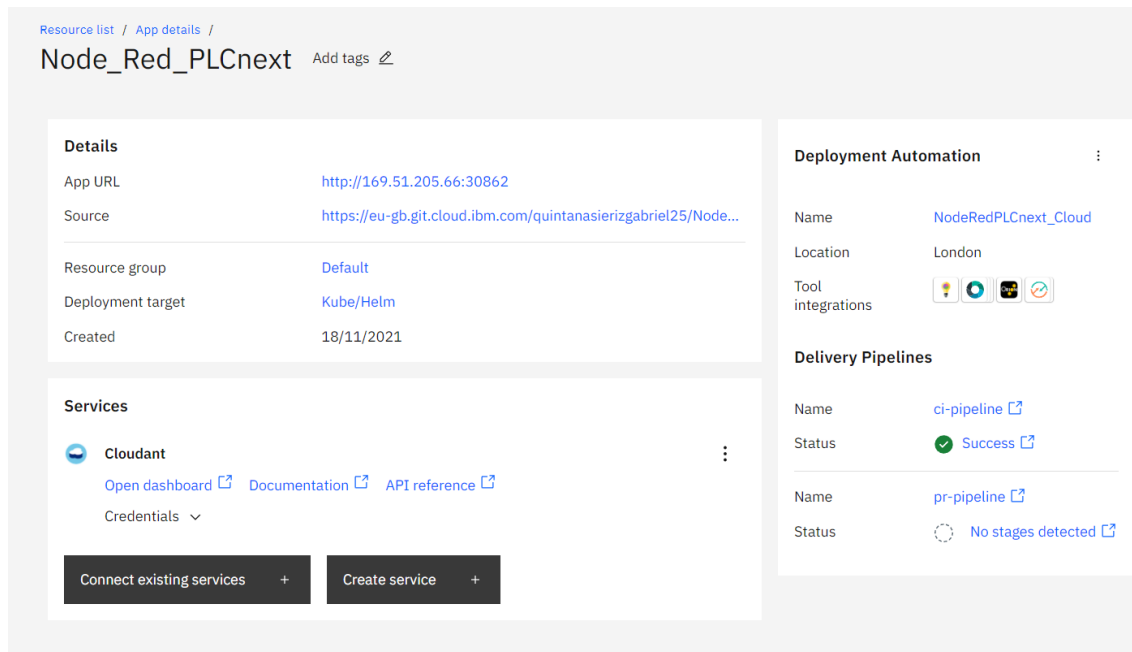 Resource list / App details /
Node_Red_PLCnext Add tags
Details
App URL http://169.51.205.66:30862
Source https://eu-gb.git.cloud.ibm.com/quintanasierizgabriel25/Node...
Resource group Default
Deployment target Kube/Helm
Created 18/11/2021
Services
Cloudant
Open dashboard Documentation API reference
Credentials
Connect existing services +
Create service +
Deployment Automation
Name NodeRedPLCnext_Cloud
Location London
Tool
integrations
Delivery Pipelines
Name ci-pipeline
Status Success
Name pr-pipeline
Status No stages detected